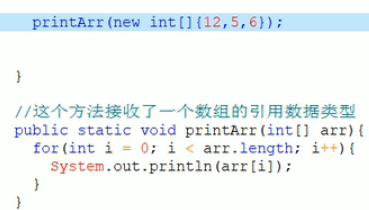 printArr(new int[]{12,5,6});
}
//这个方法接收了一个数组的引用数据类型
public static void printArr(int[] arr){
for(int i = 0; i < arr.length; i++){
System.out.println(arr[i]);
}
}